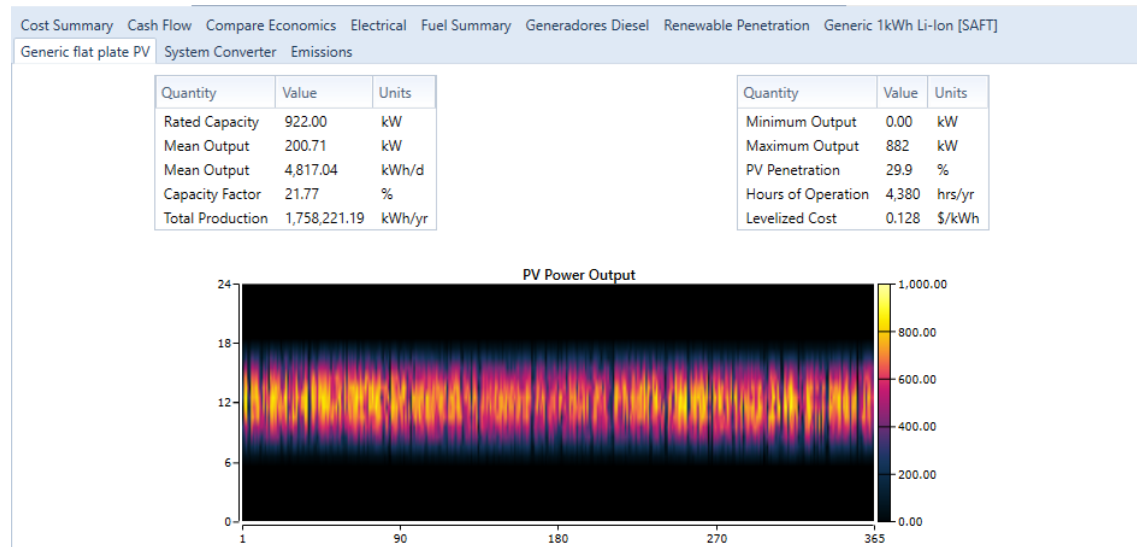 Cost Summary Cash Flow Compare Economics Electrical Fuel Summary Generadores Diesel Renewable Penetration Generic 1kWh Li-Ion [SAFT]
Generic flat plate PV System Converter Emissions
Quantity Value Units
Rated Capacity 922.00 kW
Mean Output 200.71 kW
Mean Output 4,817.04 kWh/d
Capacity Factor 21.77 %
Total Production 1,758,221.19 kWh/yr
Quantity Value Units
Minimum Output 0.00 kW
Maximum Output 882 kW
PV Penetration 29.9 %
Hours of Operation 4,380 hrs/yr
Levelized Cost 0.128 $/kWh
PV Power Output
24
18
12
6
0
1 90 180 270 365
1,000.00
800.00
600.00
400.00
200.00
0.00